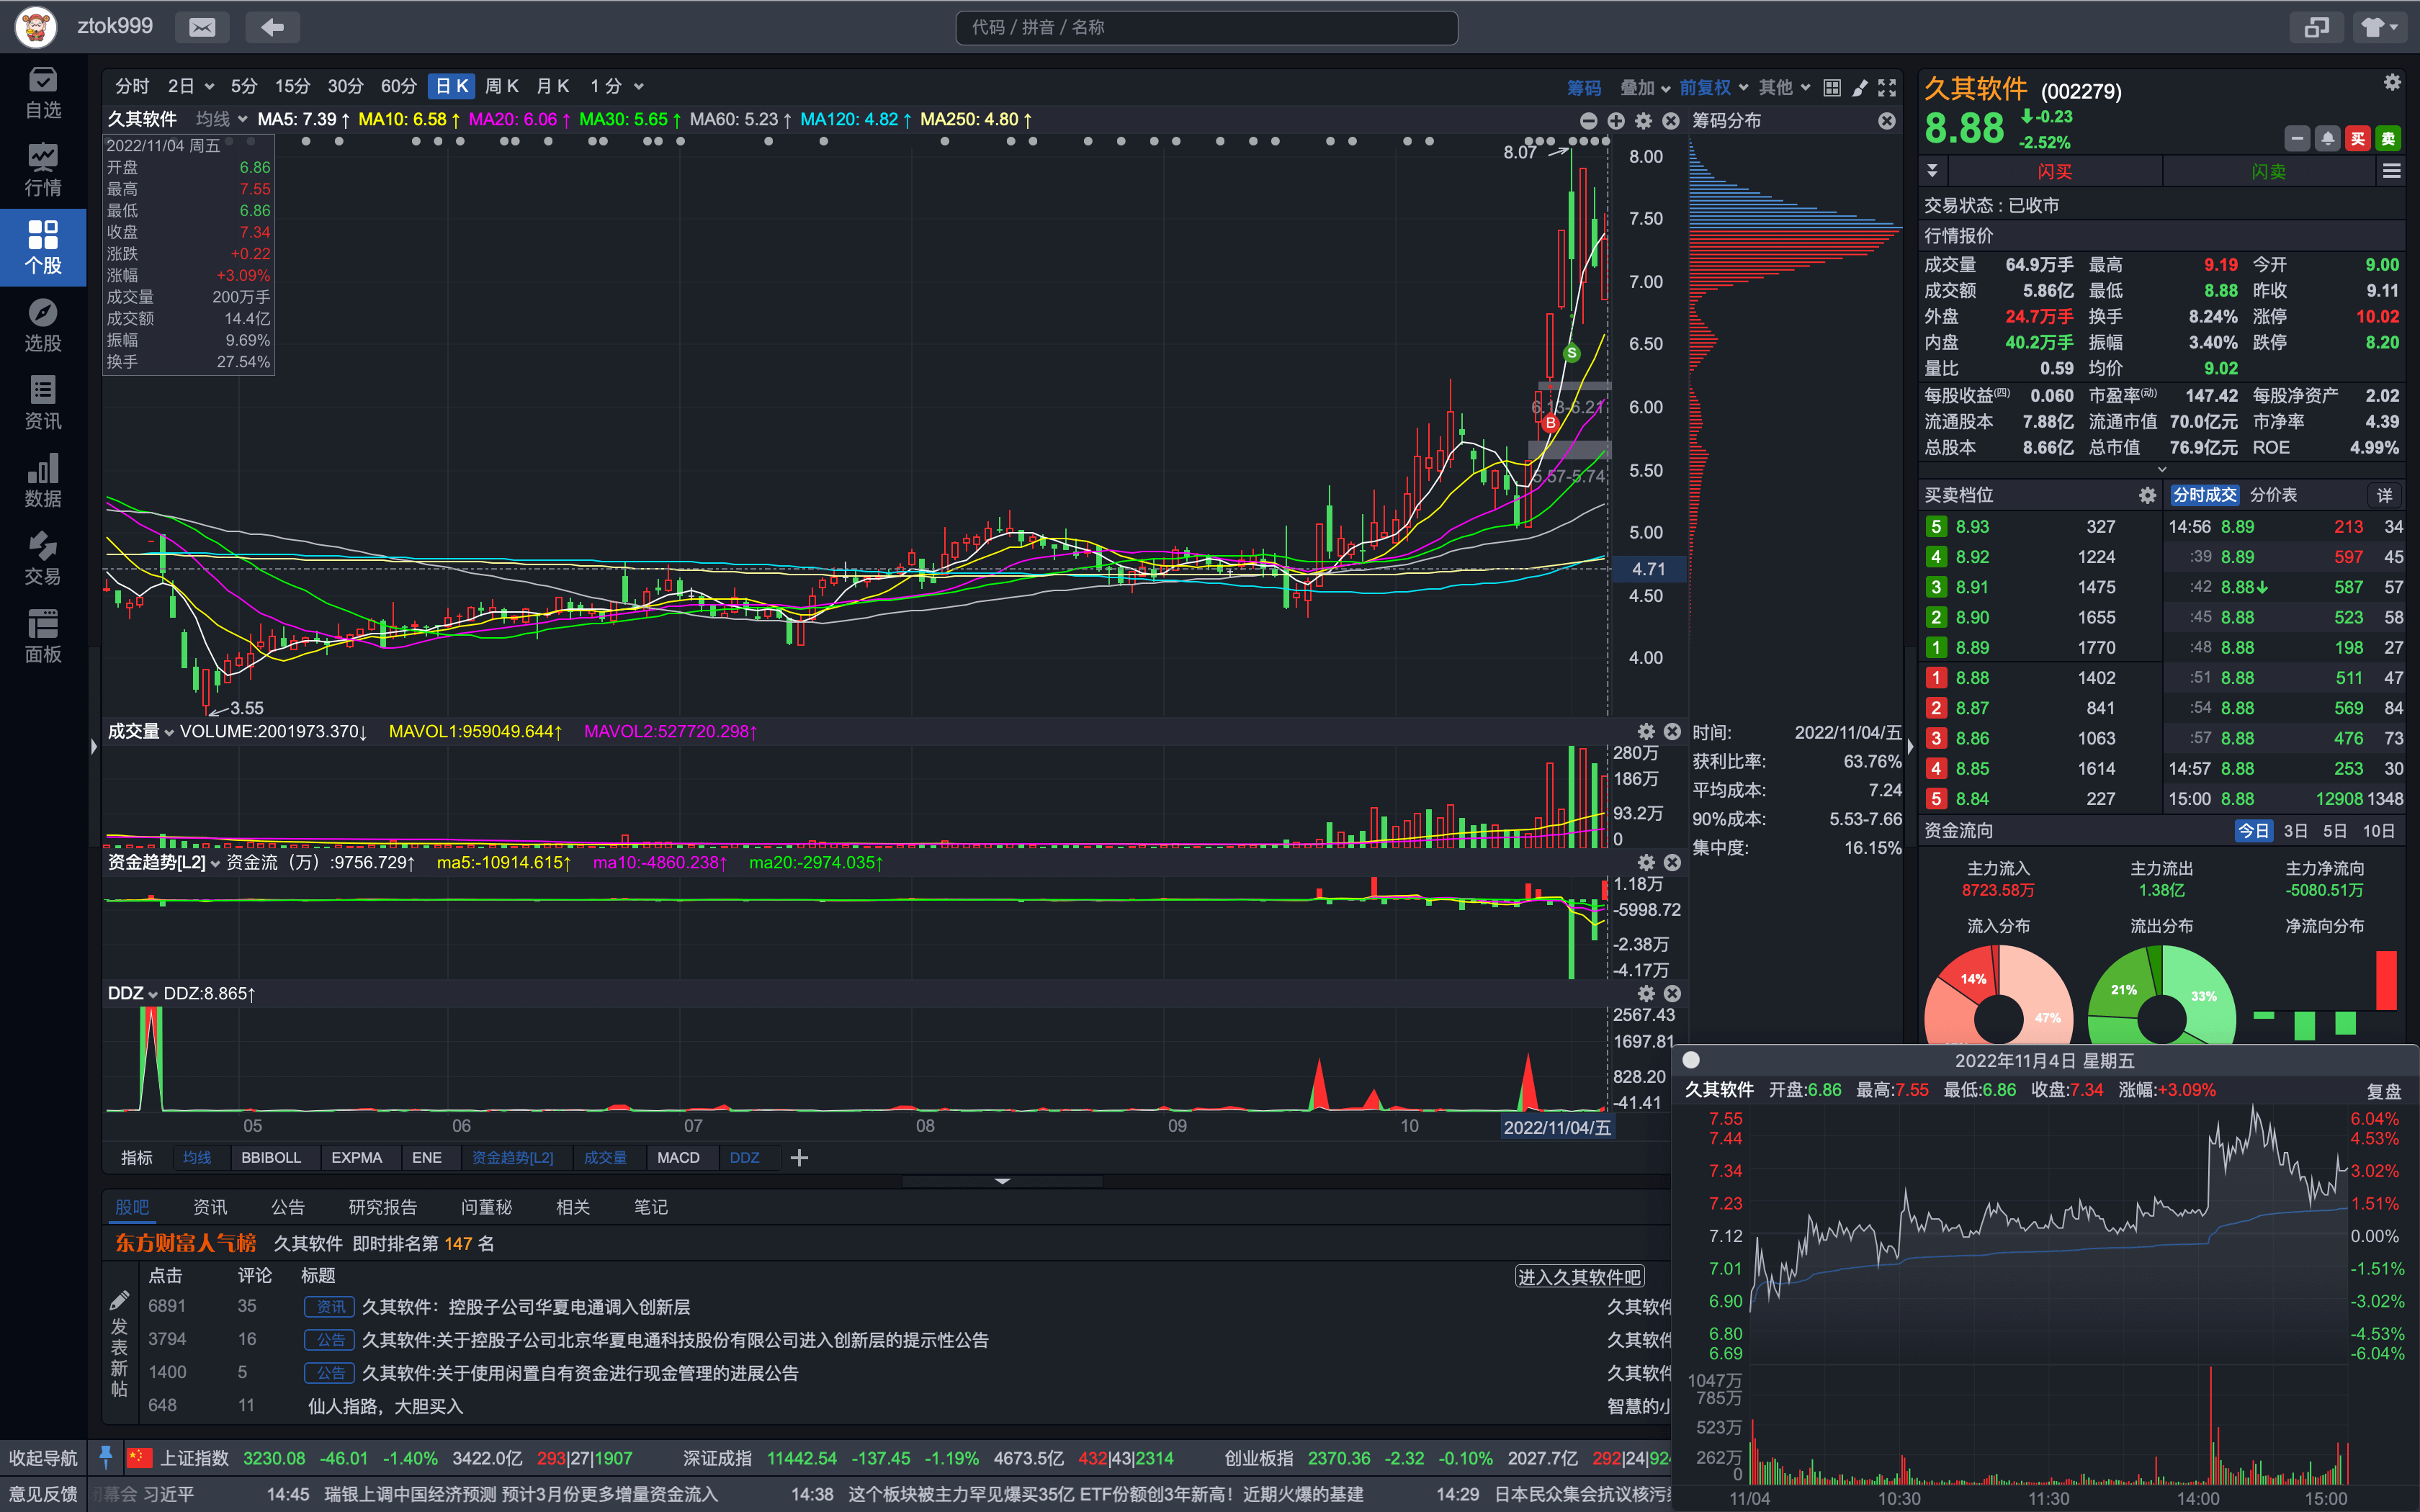 ztok999
代码 / 拼音 / 名称
自选
行情
个股
选股
资讯
数据
交易
面板
分时 2日 5分 15分 30分 60分 日K 周K 月K 1分 筹码 叠加 前复权 其他
久其软件 均线 MA5: 7.39↑ MA10: 6.58↑ MA20: 6.06↑ MA30: 5.65↑ MA60: 5.23↑ MA120: 4.82↑ MA250: 4.80↑
2022/11/04 周五
开盘 6.86
最高 7.55
最低 6.86
收盘 7.34
涨跌 +0.22
涨幅 +3.09%
成交量 200万手
成交额 14.4亿
振幅 9.69%
换手 27.54%
8.07
S
6.13-6.21
B
5.57-5.74
3.55
8.00
7.50
7.00
6.50
6.00
5.50
5.00
4.71
4.50
4.00
成交量 VOLUME:2001973.370↓ MAVOL1:959049.644↑ MAVOL2:527720.298↑
280万
186万
93.2万
0
资金趋势[L2] 资金流（万）:9756.729↑ ma5:-10914.615↑ ma10:-4860.238↑ ma20:-2974.035↑
1.18万
-5998.72
-2.38万
-4.17万
DDZ DDZ:8.865↑
2567.43
1697.81
828.20
-41.41
05 06 07 08 09 10 2022/11/04/五
指标 均线 BBIBOLL EXPMA ENE 资金趋势[L2] 成交量 MACD DDZ
筹码分布
时间: 2022/11/04/五
获利比率: 63.76%
平均成本: 7.24
90%成本: 5.53-7.66
集中度: 16.15%
股吧 资讯 公告 研究报告 问董秘 相关 笔记
东方财富人气榜 久其软件 即时排名第 147 名
点击 评论 标题 进入久其软件吧
发表新帖
6891 35 资讯 久其软件：控股子公司华夏电通调入创新层 久其软件
3794 16 公告 久其软件:关于控股子公司北京华夏电通科技股份有限公司进入创新层的提示性公告 久其软件
1400 5 公告 久其软件:关于使用闲置自有资金进行现金管理的进展公告 久其软件
648 11 仙人指路，大胆买入 智慧的小
久其软件 (002279)
8.88 -0.23
-2.52%
买 卖
闪买 闪卖
交易状态：已收市
行情报价
成交量 64.9万手 最高 9.19 今开 9.00
成交额 5.86亿 最低 8.88 昨收 9.11
外盘 24.7万手 换手 8.24% 涨停 10.02
内盘 40.2万手 振幅 3.40% 跌停 8.20
量比 0.59 均价 9.02
每股收益(四) 0.060 市盈率(动) 147.42 每股净资产 2.02
流通股本 7.88亿 流通市值 70.0亿元 市净率 4.39
总股本 8.66亿 总市值 76.9亿元 ROE 4.99%
买卖档位 分时成交 分价表 详
5 8.93 327 14:56 8.89 213 34
4 8.92 1224 :39 8.89 597 45
3 8.91 1475 :42 8.88↓ 587 57
2 8.90 1655 :45 8.88 523 58
1 8.89 1770 :48 8.88 198 27
1 8.88 1402 :51 8.88 511 47
2 8.87 841 :54 8.88 569 84
3 8.86 1063 :57 8.88 476 73
4 8.85 1614 14:57 8.88 253 30
5 8.84 227 15:00 8.88 12908 1348
资金流向 今日 3日 5日 10日
主力流入 主力流出 主力净流向
8723.58万 1.38亿 -5080.51万
流入分布 流出分布 净流向分布
14% 47% 21% 33%
2022年11月4日 星期五
久其软件 开盘:6.86 最高:7.55 最低:6.86 收盘:7.34 涨幅:+3.09% 复盘
7.55 6.04%
7.44 4.53%
7.34 3.02%
7.23 1.51%
7.12 0.00%
7.01 -1.51%
6.90 -3.02%
6.80 -4.53%
6.69 -6.04%
1047万
785万
523万
262万
0
11/04 10:30 11:30 14:00 15:00
收起导航 上证指数 3230.08 -46.01 -1.40% 3422.0亿 293|27|1907 深证成指 11442.54 -137.45 -1.19% 4673.5亿 432|43|2314 创业板指 2370.36 -2.32 -0.10% 2027.7亿 292|24|924
意见反馈 幕会 习近平 14:45 瑞银上调中国经济预测 预计3月份更多增量资金流入 14:38 这个板块被主力罕见爆买35亿 ETF份额创3年新高！近期火爆的基建 14:29 日本民众集会抗议核污